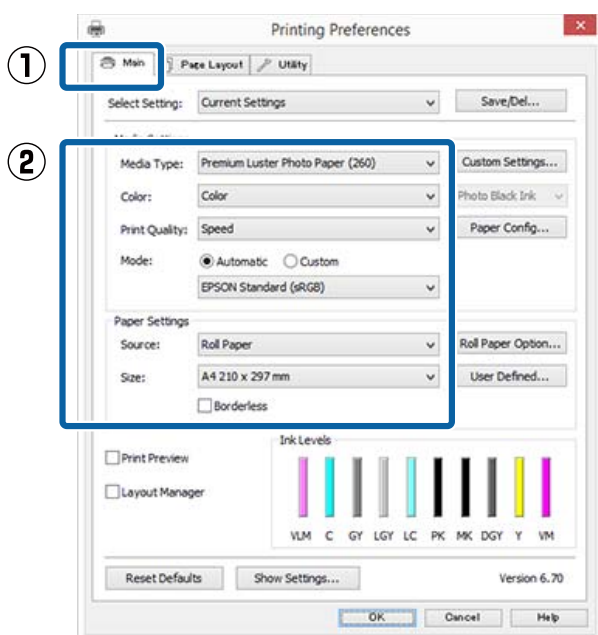 Printing Preferences
①
Main Page Layout Utility
Select Setting: Current Settings Save/Del...
②
Media Type: Premium Luster Photo Paper (260) Custom Settings...
Color: Color Photo Black Ink
Print Quality: Speed Paper Config...
Mode: Automatic Custom
EPSON Standard (sRGB)
Paper Settings
Source: Roll Paper Roll Paper Option...
Size: A4 210 x 297 mm User Defined...
Borderless
Ink Levels
Print Preview
Layout Manager
VLM C GY LGY LC PK MK DGY Y VM
Reset Defaults Show Settings... Version 6.70
OK Cancel Help